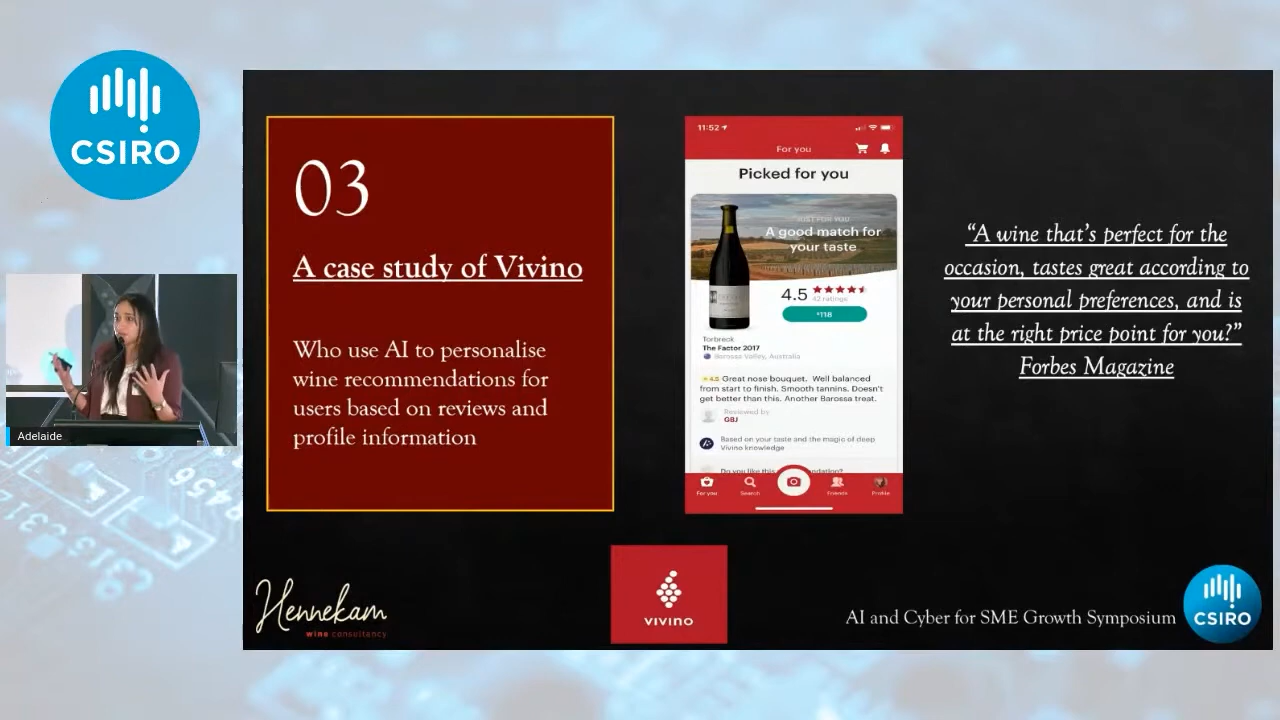 CSIRO
Adelaide
03
A case study of Vivino
Who use AI to personalise
wine recommendations for
users based on reviews and
profile information
11:52
For you
Picked for you
JUST FOR YOU
A good match for
your taste
4.5
42 ratings
$118
Torbreck
The Factor 2017
Barossa Valley, Australia
4.5 Great nose bouquet. Well balanced
from start to finish. Smooth tannins. Doesn't
get better than this. Another Barossa treat.
Reviewed by
GBJ
Based on your taste and the magic of deep
Vivino knowledge
Do you like this
For you
Search
Friends
Profile
“A wine that’s perfect for the
occasion, tastes great according to
your personal preferences, and is
at the right price point for you?”
Forbes Magazine
Hennekam
wine consultancy
VIVINO
AI and Cyber for SME Growth Symposium
CSIRO